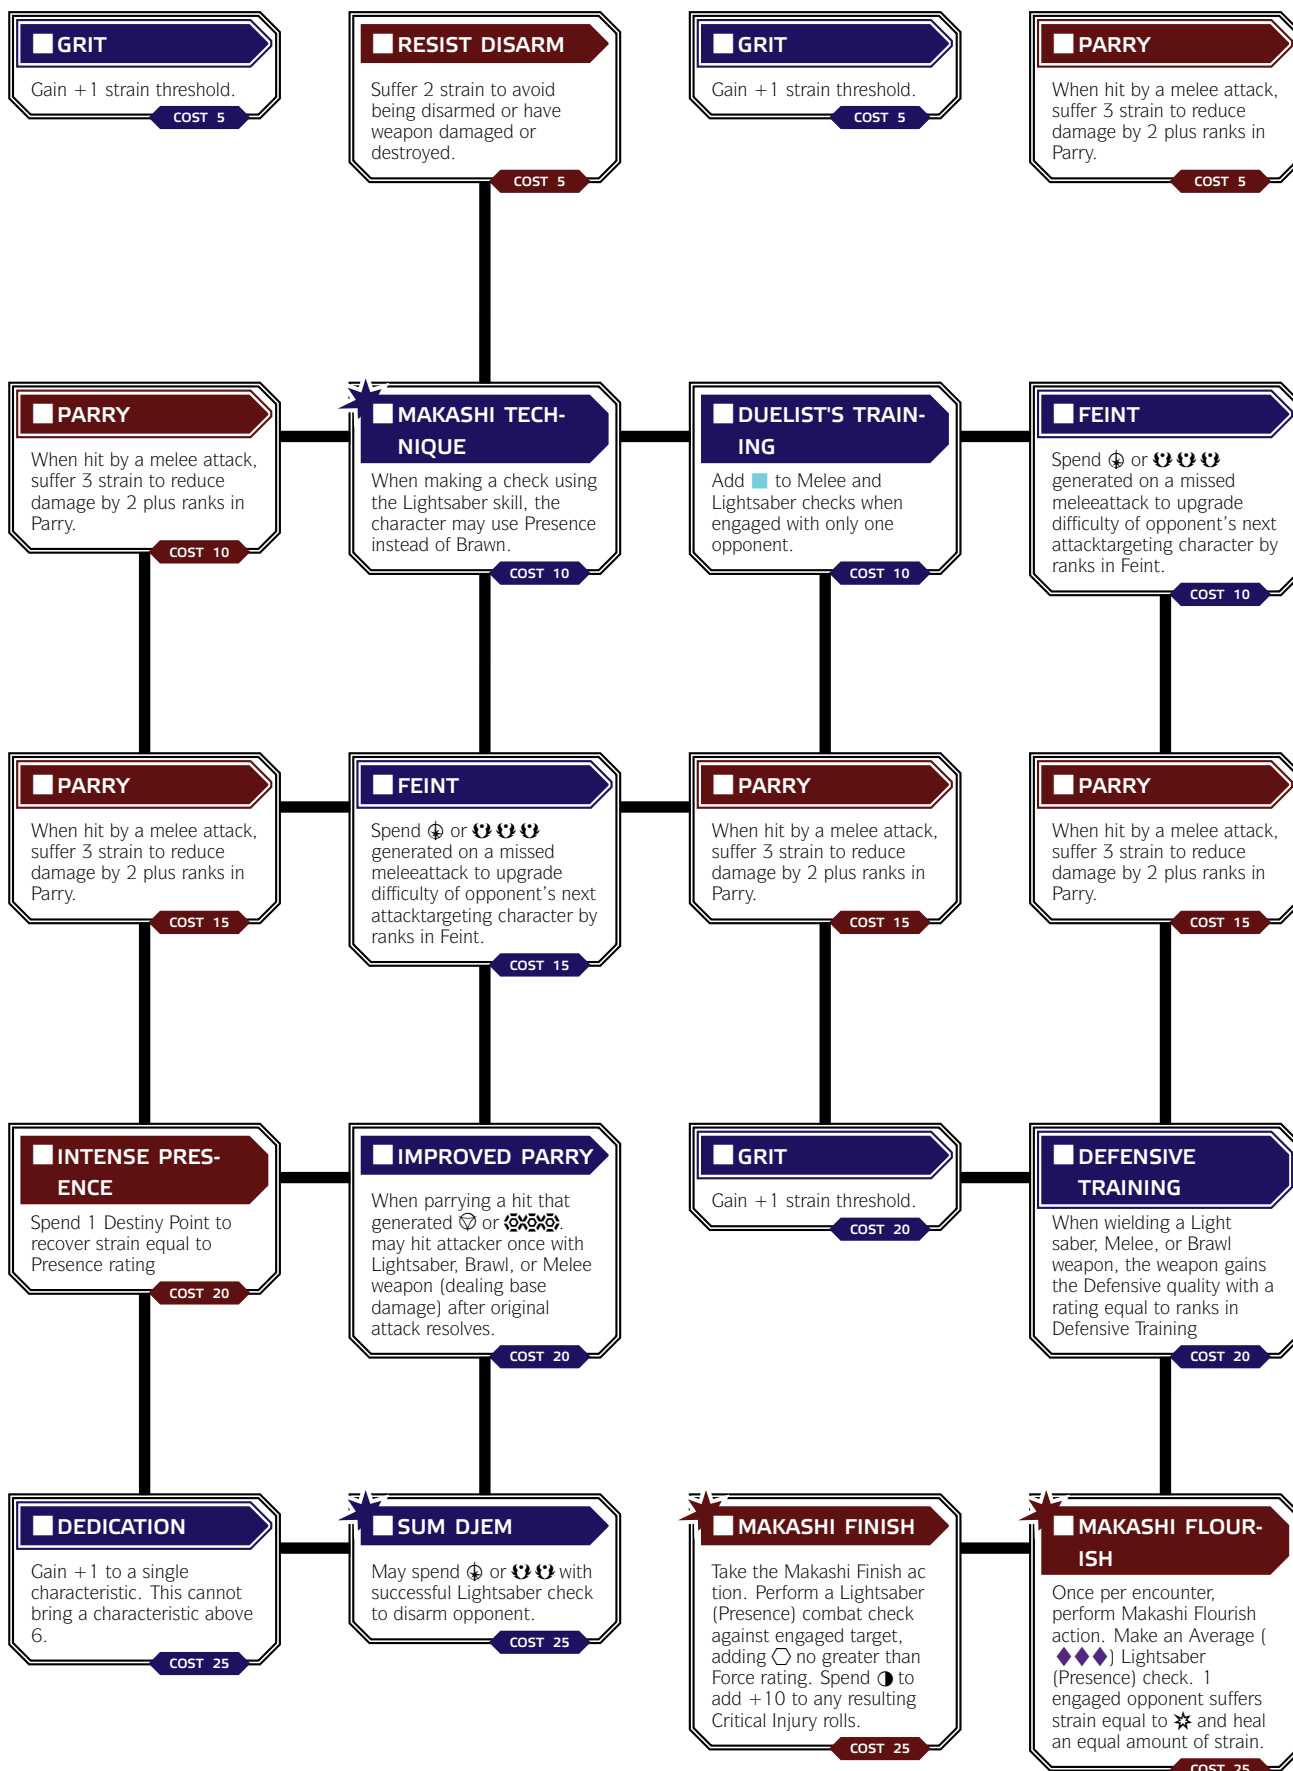 GRIT
Gain +1 strain threshold.
COST 5
RESIST DISARM
Suffer 2 strain to avoid
being disarmed or have
weapon damaged or
destroyed.
COST 5
GRIT
Gain +1 strain threshold.
COST 5
PARRY
When hit by a melee attack,
suffer 3 strain to reduce
damage by 2 plus ranks in
Parry.
COST 5
PARRY
When hit by a melee attack,
suffer 3 strain to reduce
damage by 2 plus ranks in
Parry.
COST 10
MAKASHI TECH-
NIQUE
When making a check using
the Lightsaber skill, the
character may use Presence
instead of Brawn.
COST 10
DUELIST'S TRAIN-
ING
Add to Melee and
Lightsaber checks when
engaged with only one
opponent.
COST 10
FEINT
Spend or
generated on a missed
meleeattack to upgrade
difficulty of opponent's next
attacktargeting character by
ranks in Feint.
COST 10
PARRY
When hit by a melee attack,
suffer 3 strain to reduce
damage by 2 plus ranks in
Parry.
COST 15
FEINT
Spend or
generated on a missed
meleeattack to upgrade
difficulty of opponent's next
attacktargeting character by
ranks in Feint.
COST 15
PARRY
When hit by a melee attack,
suffer 3 strain to reduce
damage by 2 plus ranks in
Parry.
COST 15
PARRY
When hit by a melee attack,
suffer 3 strain to reduce
damage by 2 plus ranks in
Parry.
COST 15
INTENSE PRES-
ENCE
Spend 1 Destiny Point to
recover strain equal to
Presence rating
COST 20
IMPROVED PARRY
When parrying a hit that
generated or .
may hit attacker once with
Lightsaber, Brawl, or Melee
weapon (dealing base
damage) after original
attack resolves.
COST 20
GRIT
Gain +1 strain threshold.
COST 20
DEFENSIVE
TRAINING
When wielding a Light
saber, Melee, or Brawl
weapon, the weapon gains
the Defensive quality with a
rating equal to ranks in
Defensive Training
COST 20
DEDICATION
Gain +1 to a single
characteristic. This cannot
bring a characteristic above
6.
COST 25
SUM DJEM
May spend or with
successful Lightsaber check
to disarm opponent.
COST 25
MAKASHI FINISH
Take the Makashi Finish ac
tion. Perform a Lightsaber
(Presence) combat check
against engaged target,
adding no greater than
Force rating. Spend to
add +10 to any resulting
Critical Injury rolls.
COST 25
MAKASHI FLOUR-
ISH
Once per encounter,
perform Makashi Flourish
action. Make an Average (
) Lightsaber
(Presence) check. 1
engaged opponent suffers
strain equal to and heal
an equal amount of strain.
COST 25